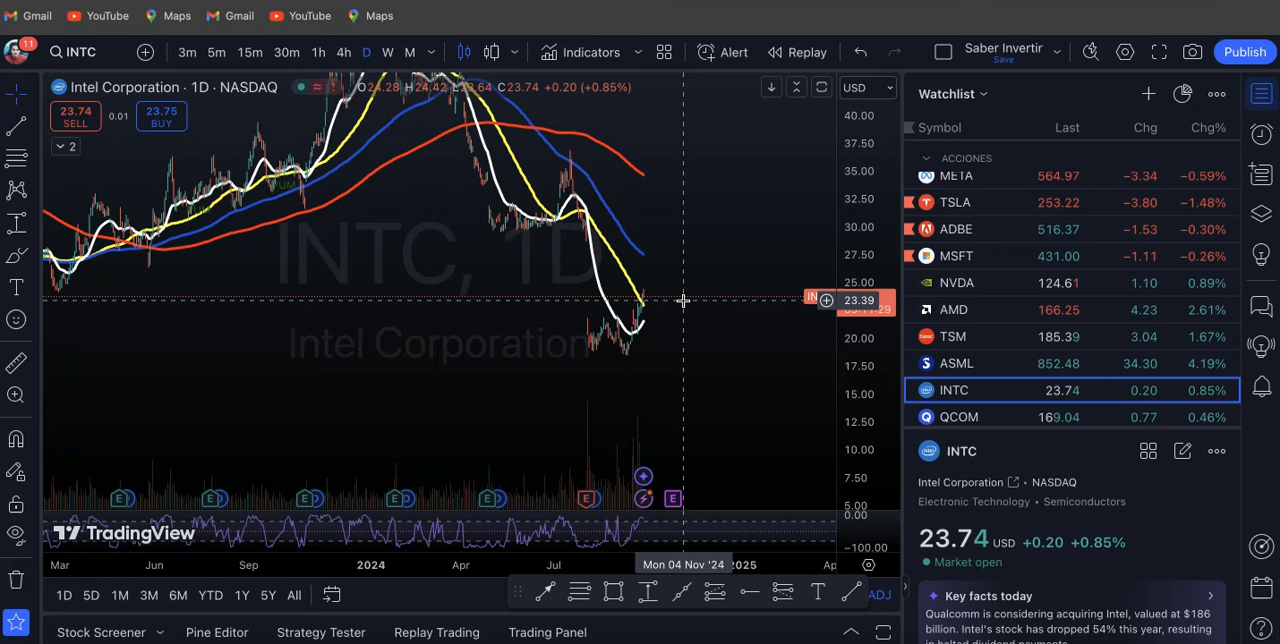 Gmail YouTube Maps Gmail YouTube Maps
11 INTC 3m 5m 15m 30m 1h 4h D W M Indicators Alert Replay Saber Invertir Save Publish
Intel Corporation · 1D · NASDAQ O24.28 H24.42 L23.64 C23.74 +0.20 (+0.85%) USD
23.74 SELL 0.01 23.75 BUY
2
40.00
37.50
35.00
32.50
30.00
27.50
25.00
23.39
20.00
17.50
15.00
12.50
10.00
7.50
5.00
0.00
−100.00
INTC, 1D
Intel Corporation
E E E E E E E
TradingView
Mar Jun Sep 2024 Apr Jul Mon 04 Nov '24 2025
1D 5D 1M 3M 6M YTD 1Y 5Y All ADJ
Stock Screener Pine Editor Strategy Tester Replay Trading Trading Panel
Watchlist
Symbol Last Chg Chg%
ACCIONES
META 564.97 −3.34 −0.59%
TSLA 253.22 −3.80 −1.48%
ADBE 516.37 −1.53 −0.30%
MSFT 431.00 −1.11 −0.26%
NVDA 124.61 1.10 0.89%
AMD 166.25 4.23 2.61%
TSM 185.39 3.04 1.67%
ASML 852.48 34.30 4.19%
INTC 23.74 0.20 0.85%
QCOM 169.04 0.77 0.46%
INTC
Intel Corporation • NASDAQ
Electronic Technology • Semiconductors
23.74 USD +0.20 +0.85%
Market open
Key facts today
Qualcomm is considering acquiring Intel, valued at $186
billion. Intel's stock has dropped 54% this year, resulting